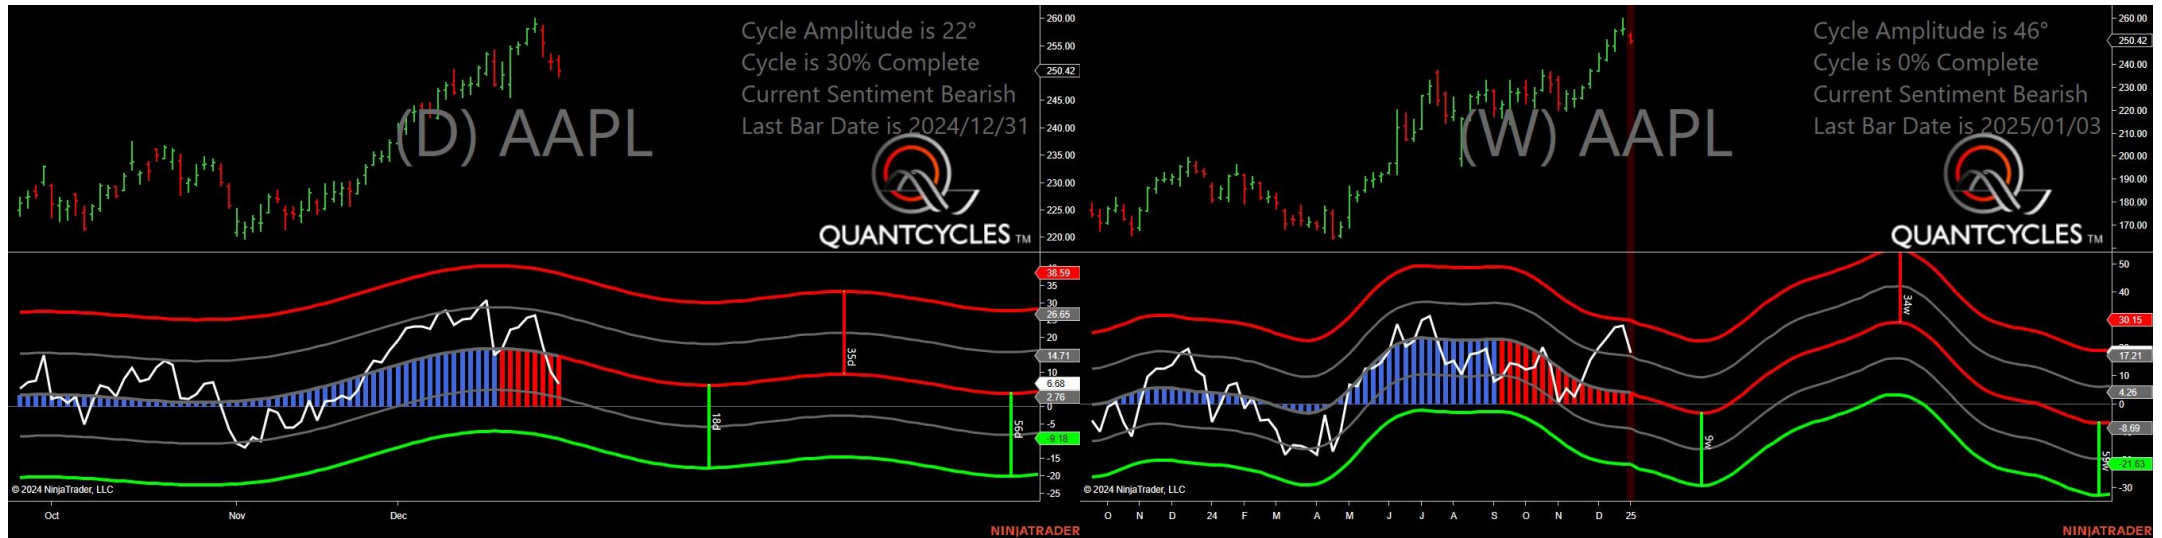 Cycle Amplitude is 22°
Cycle is 30% Complete
Current Sentiment Bearish
Last Bar Date is 2024/12/31
(D) AAPL
QUANTCYCLES TM
260.00
255.00
250.42
245.00
240.00
235.00
230.00
225.00
220.00
38.59
35
30
26.65
20
14.71
10
6.68
2.76
0
-5
-9.18
-15
-20
-25
35d
18d
56d
© 2024 NinjaTrader, LLC
Oct
Nov
Dec
NINJATRADER
Cycle Amplitude is 46°
Cycle is 0% Complete
Current Sentiment Bearish
Last Bar Date is 2025/01/03
(W) AAPL
QUANTCYCLES TM
260.00
250.42
240.00
230.00
220.00
210.00
200.00
190.00
180.00
170.00
50
40
30.15
17.21
10
4.26
0
-8.69
-21.63
-30
34w
9w
59w
© 2024 NinjaTrader, LLC
O N D 24 F M A M J J A S O N D 25
NINJATRADER